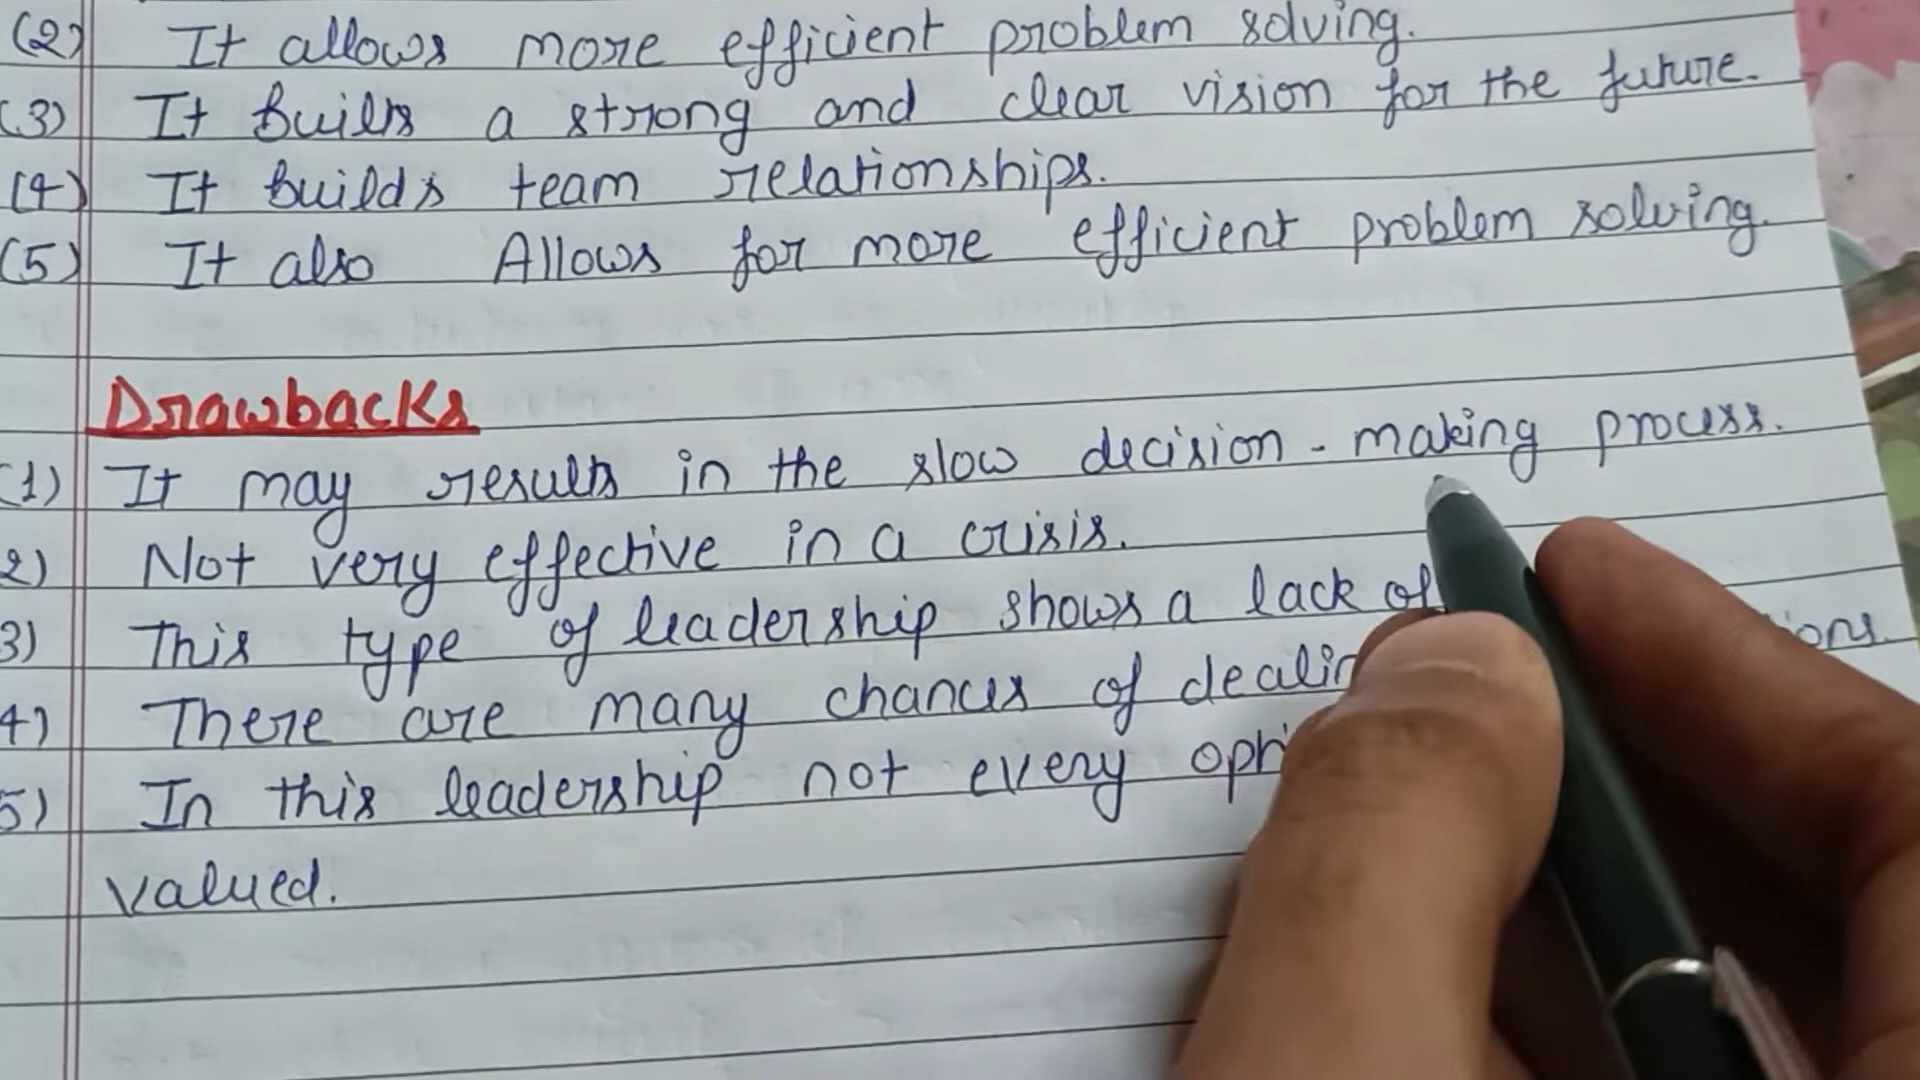 (2) It allows more efficient problem solving.
(3) It builts a strong and clear vision for the future.
(4) It builds team relationships.
(5) It also Allows for more efficient problem solving.
Drawbacks
(1) It may results in the slow decision - making process.
2) Not very effective in a crisis.
3) This type of leadership shows a lack of
4) There are many chances of
5) In this leadership not every
valued.